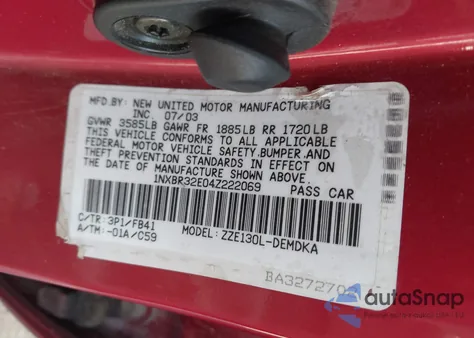 MFD.BY: NEW UNITED MOTOR MANUFACTURING
INC. 07/03
GVWR 3585LB GAWR FR 1885LB RR 1720LB
THIS VEHICLE CONFORMS TO ALL APPLICABLE
FEDERAL MOTOR VEHICLE SAFETY,BUMPER,AND
THEFT PREVENTION STANDARDS IN EFFECT ON
THE DATE OF MANUFACTURE SHOWN ABOVE.
1NXBR32E04Z222069 PASS CAR
C/TR: 3P1/FB41
A/TM:-01A/C59 MODEL: ZZE130L-DEMDKA
autoSnap